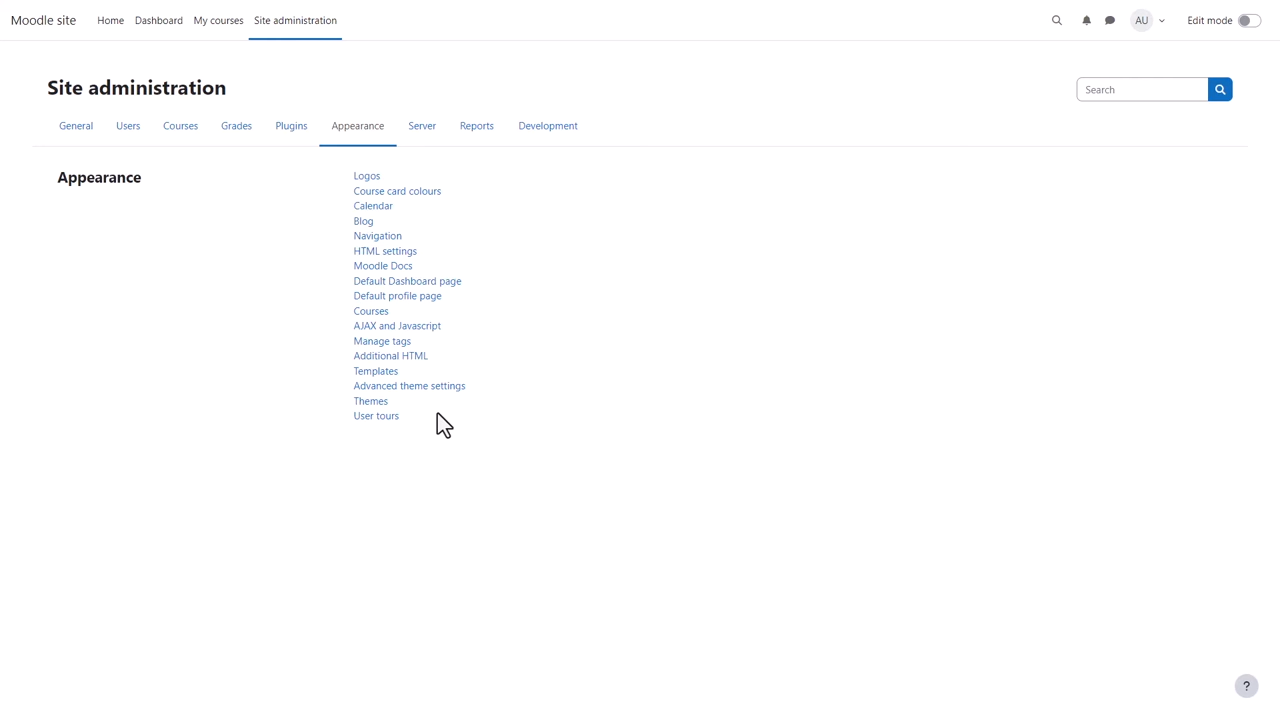 Moodle site Home Dashboard My courses Site administration AU Edit mode
Site administration
Search
General Users Courses Grades Plugins Appearance Server Reports Development
Appearance
Logos
Course card colours
Calendar
Blog
Navigation
HTML settings
Moodle Docs
Default Dashboard page
Default profile page
Courses
AJAX and Javascript
Manage tags
Additional HTML
Templates
Advanced theme settings
Themes
User tours
?